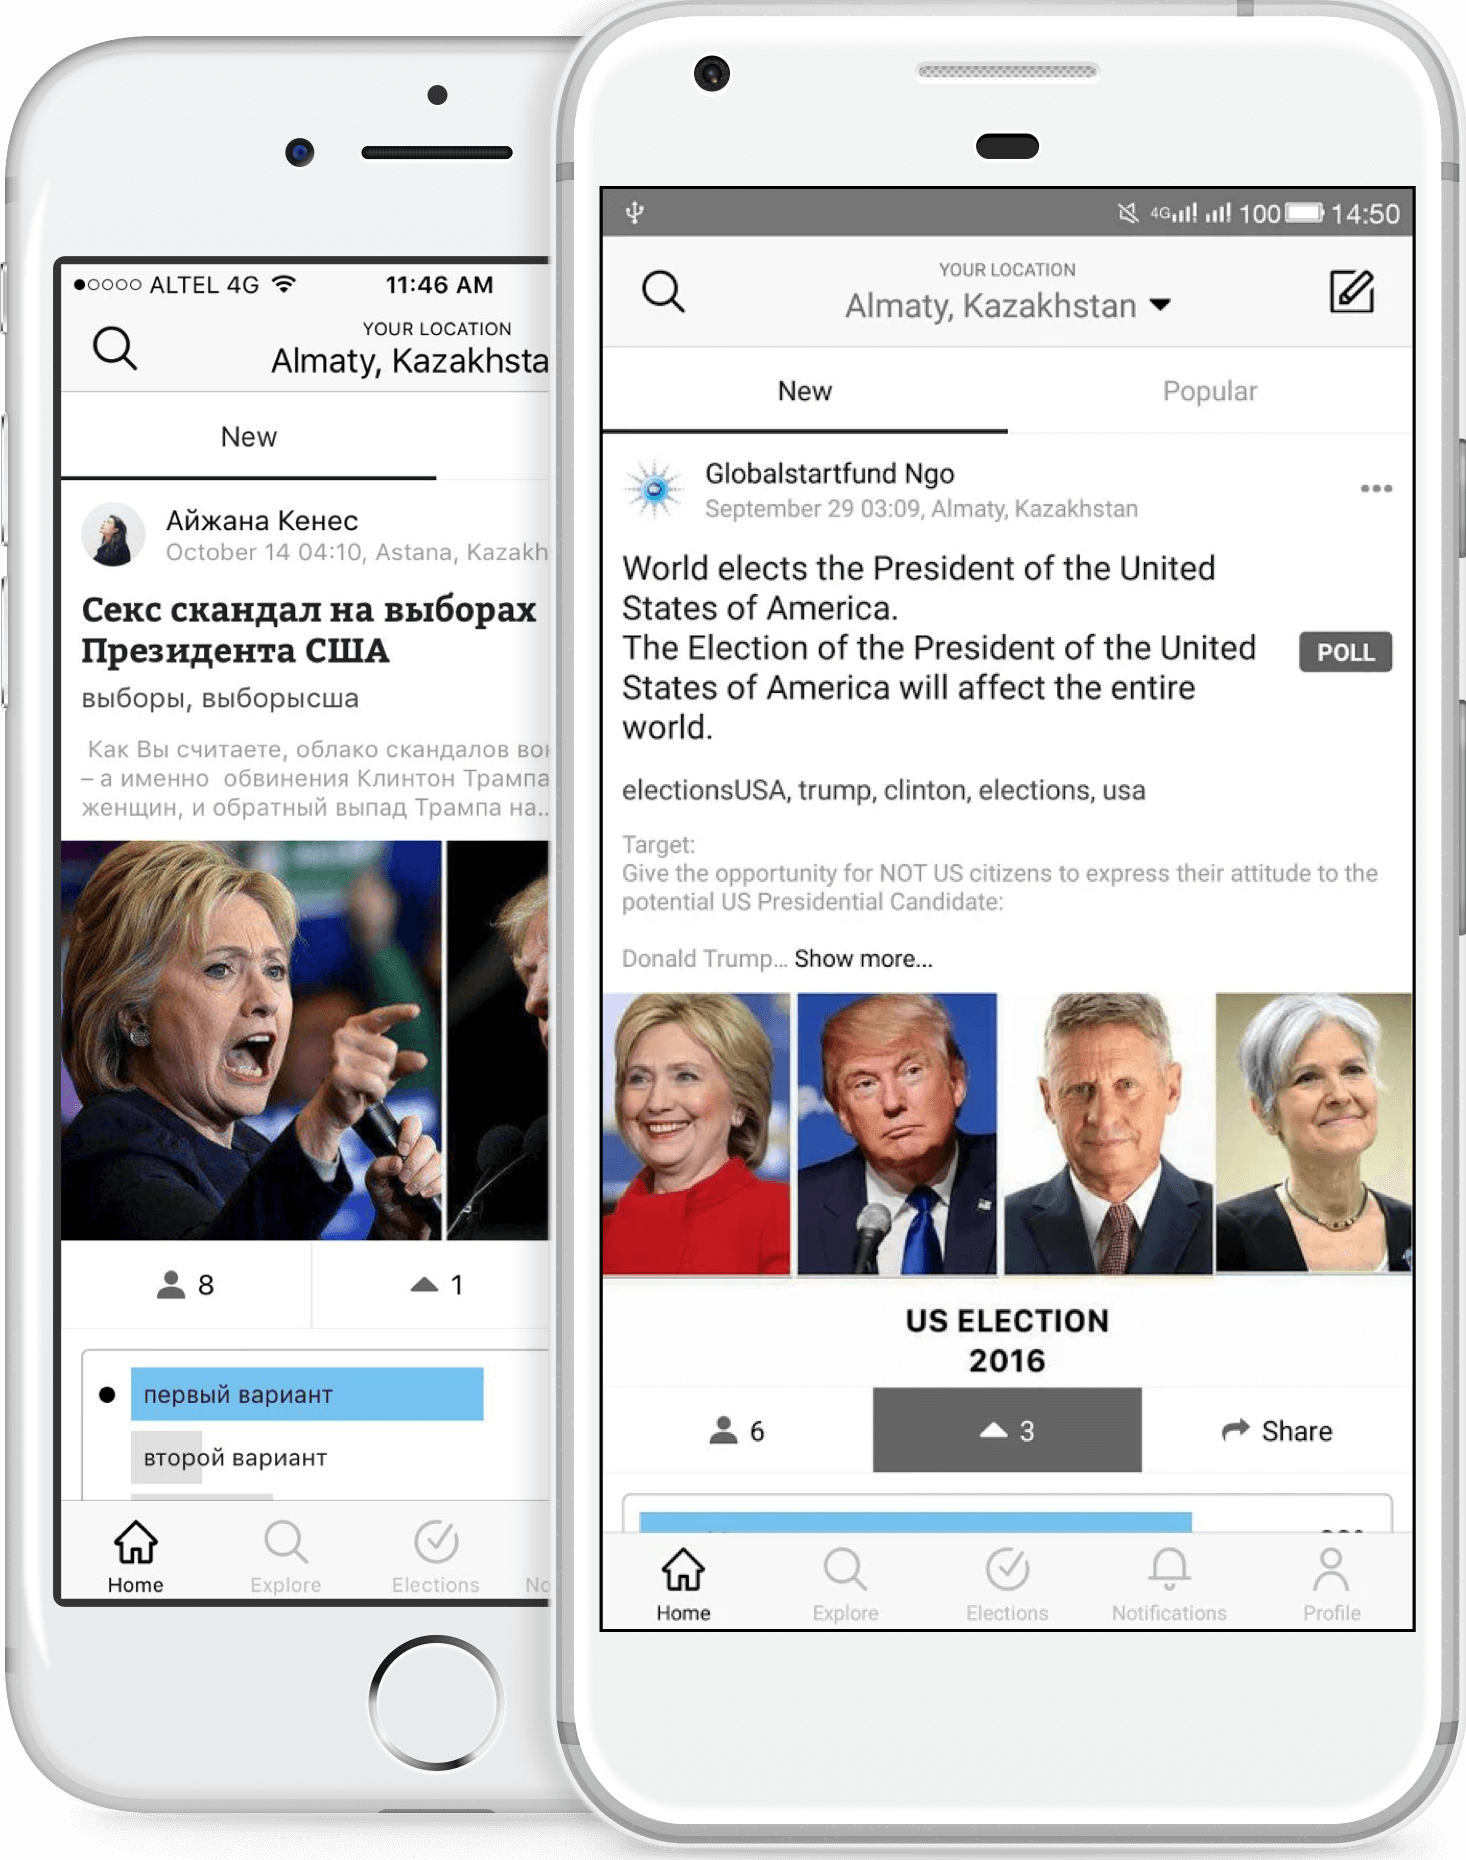 ALTEL 4G
11:46 AM
YOUR LOCATION
Almaty, Kazakhsta
New
Айжана Кенес
October 14 04:10, Astana, Kazakh
Секс скандал на выборах
Президента США
выборы, выборысша
Как Вы считаете, облако скандалов вок
– а именно обвинения Клинтон Трампа
женщин, и обратный выпад Трампа на..
8
1
первый вариант
второй вариант
Home
Explore
Elections
No
4G
100
14:50
YOUR LOCATION
Almaty, Kazakhstan
New
Popular
Globalstartfund Ngo
September 29 03:09, Almaty, Kazakhstan
World elects the President of the United
States of America.
The Election of the President of the United
States of America will affect the entire
world.
POLL
electionsUSA, trump, clinton, elections, usa
Target:
Give the opportunity for NOT US citizens to express their attitude to the
potential US Presidential Candidate:
Donald Trump... Show more...
US ELECTION
2016
6
3
Share
Home
Explore
Elections
Notifications
Profile